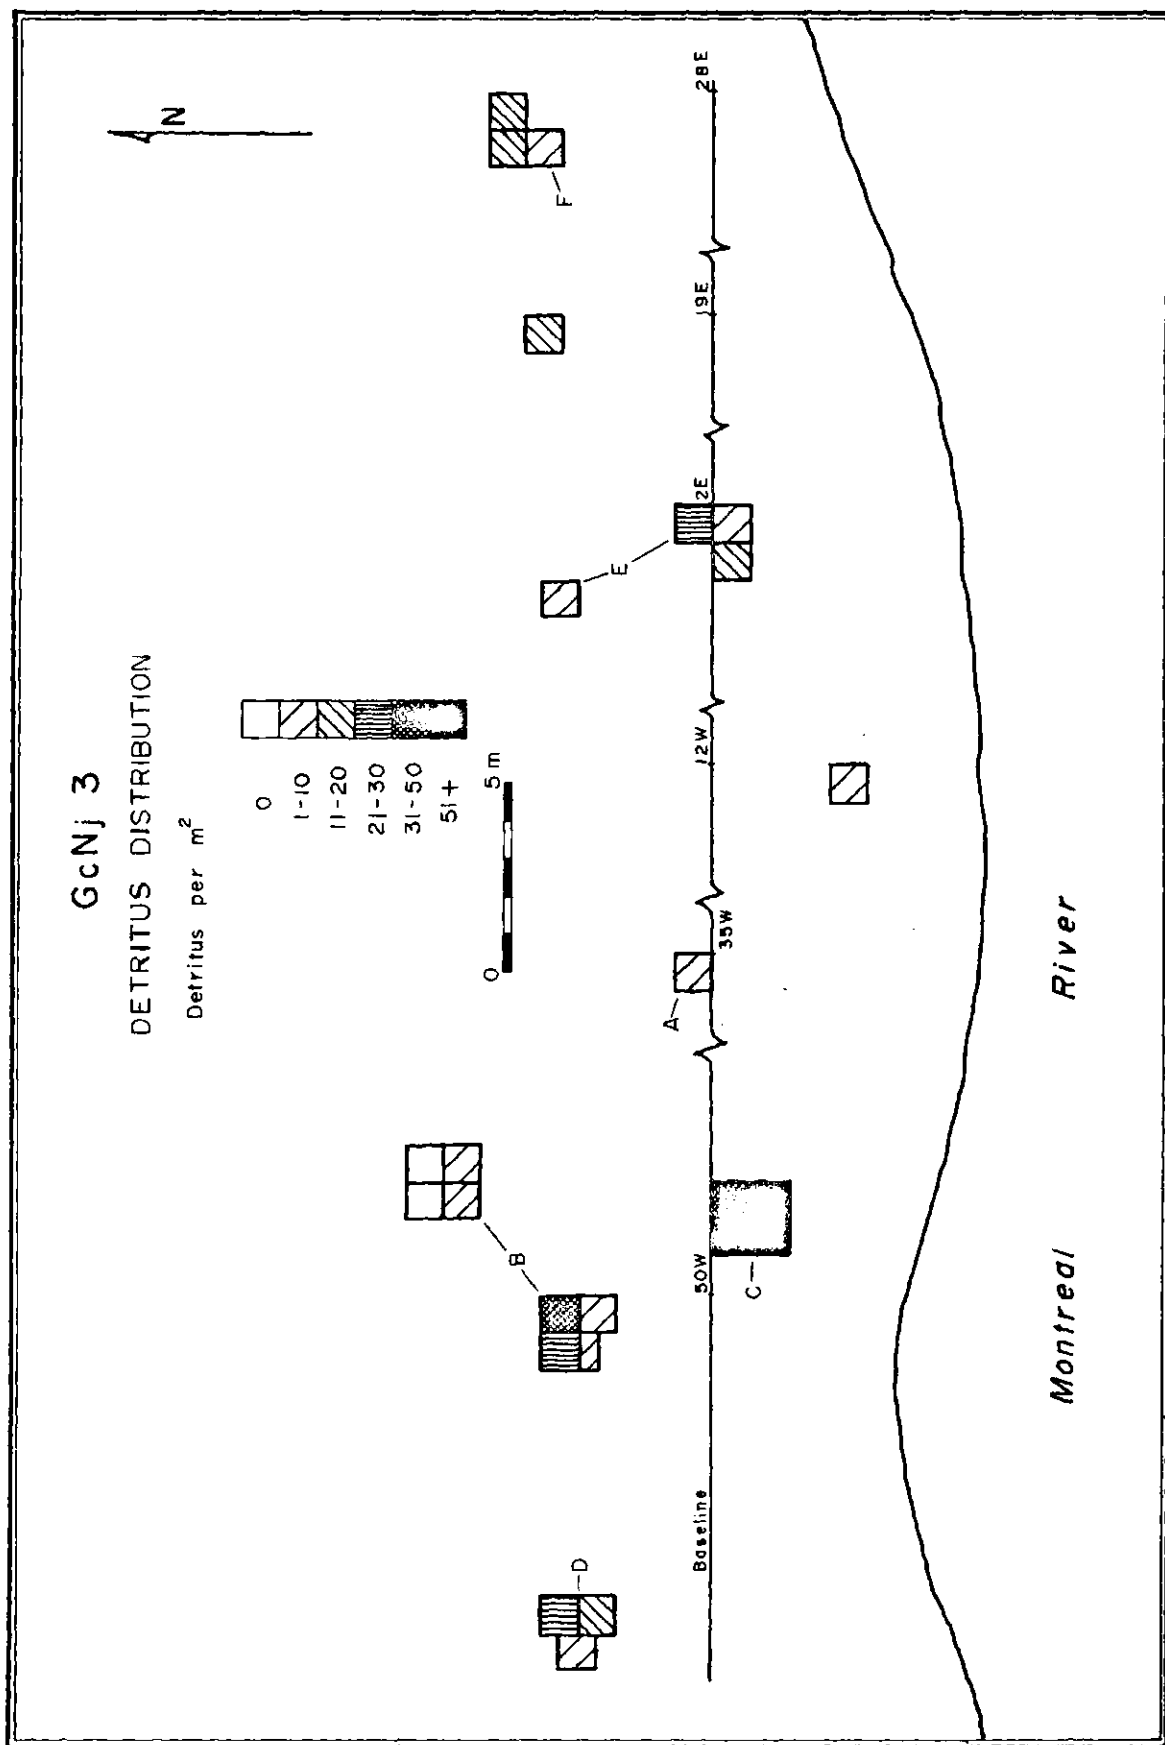 GcNj 3
DETRITUS DISTRIBUTION
Detritus per m²
0
1-10
11-20
21-30
31-50
51+
0 5m
N
D
B
A
E
F
C
Baseline
50W
35W
12W
2E
19E
28E
Montreal River